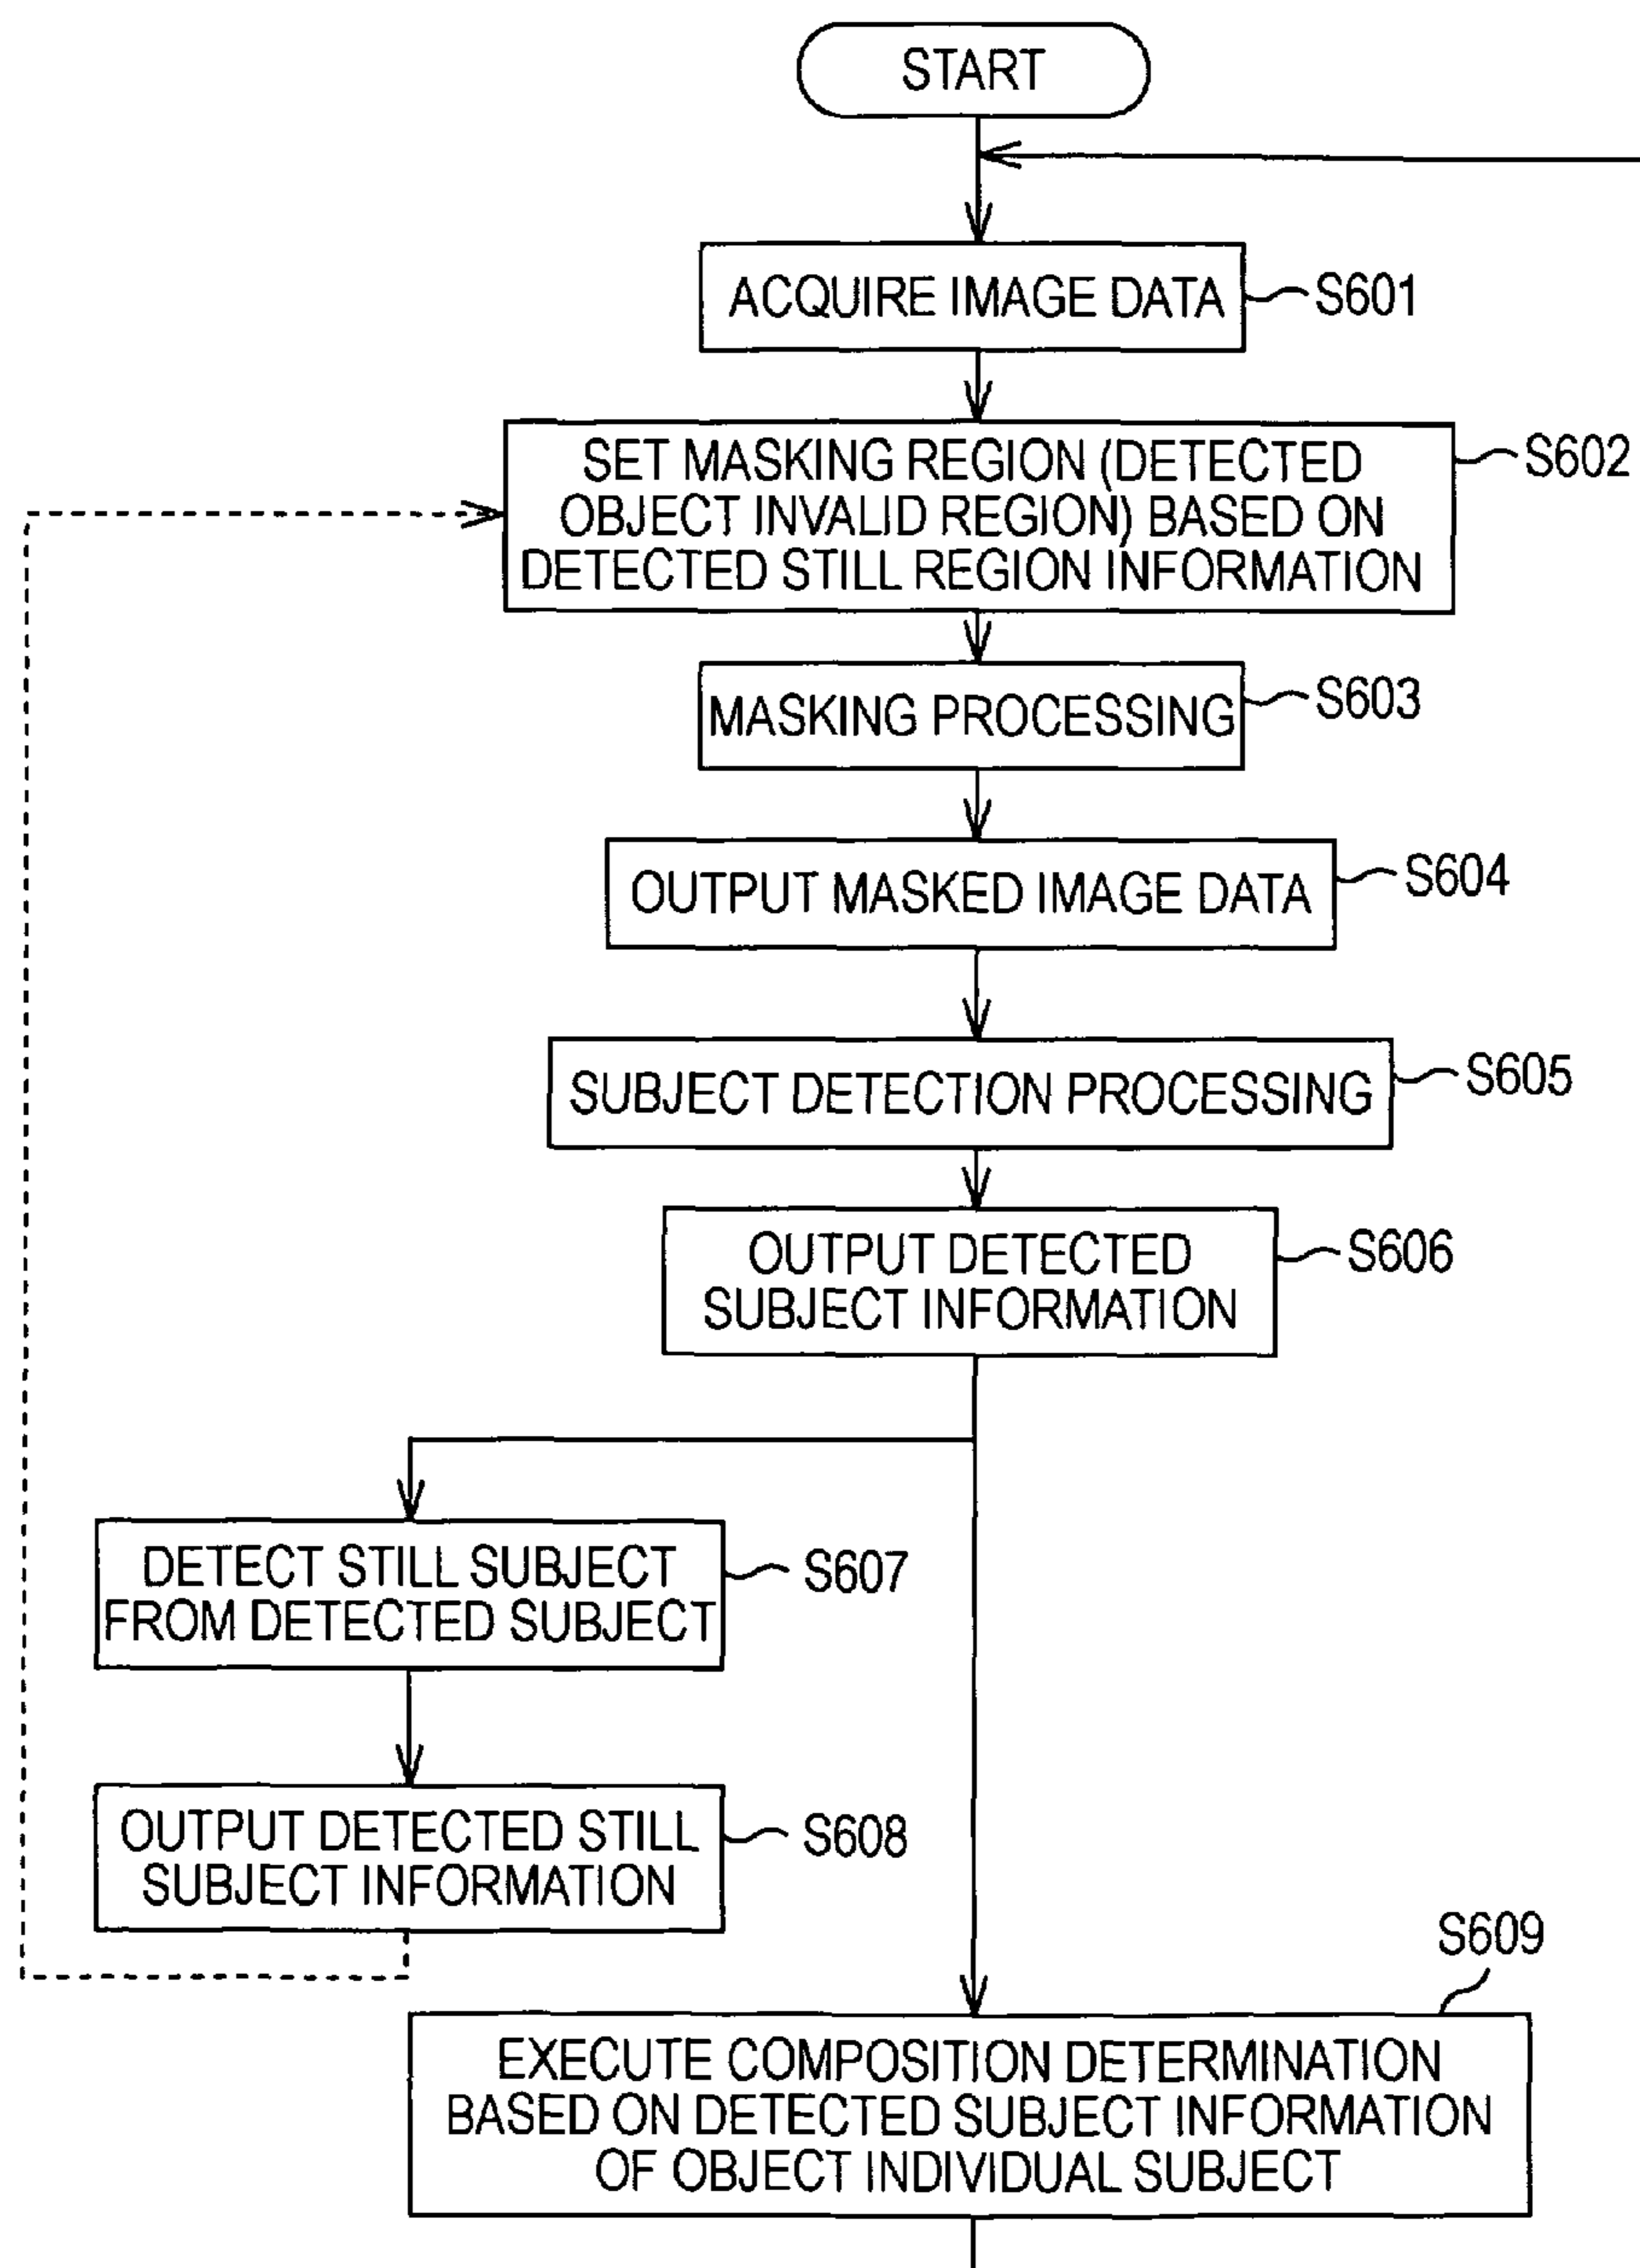 START
ACQUIRE IMAGE DATA
S601
SET MASKING REGION (DETECTED
OBJECT INVALID REGION) BASED ON
DETECTED STILL REGION INFORMATION
S602
MASKING PROCESSING
S603
OUTPUT MASKED IMAGE DATA
S604
SUBJECT DETECTION PROCESSING
S605
OUTPUT DETECTED
SUBJECT INFORMATION
S606
DETECT STILL SUBJECT
FROM DETECTED SUBJECT
S607
OUTPUT DETECTED STILL
SUBJECT INFORMATION
S608
S609
EXECUTE COMPOSITION DETERMINATION
BASED ON DETECTED SUBJECT INFORMATION
OF OBJECT INDIVIDUAL SUBJECT